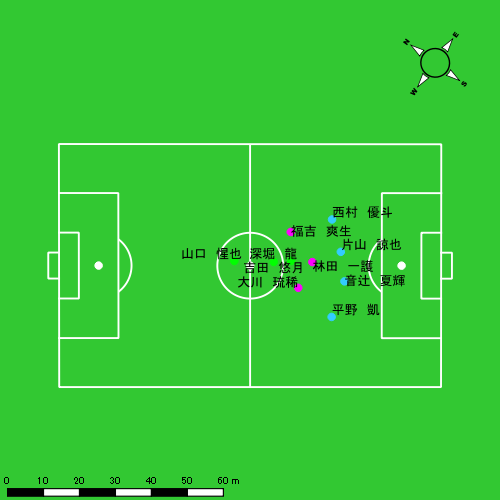 N
E
W
S
西村　優斗
福吉　爽生
片山　諒也
山口　惺也
深堀　龍
吉田　悠月
林田　一護
大川　琉稀
音辻　夏輝
平野　凱
0 10 20 30 40 50 60 m